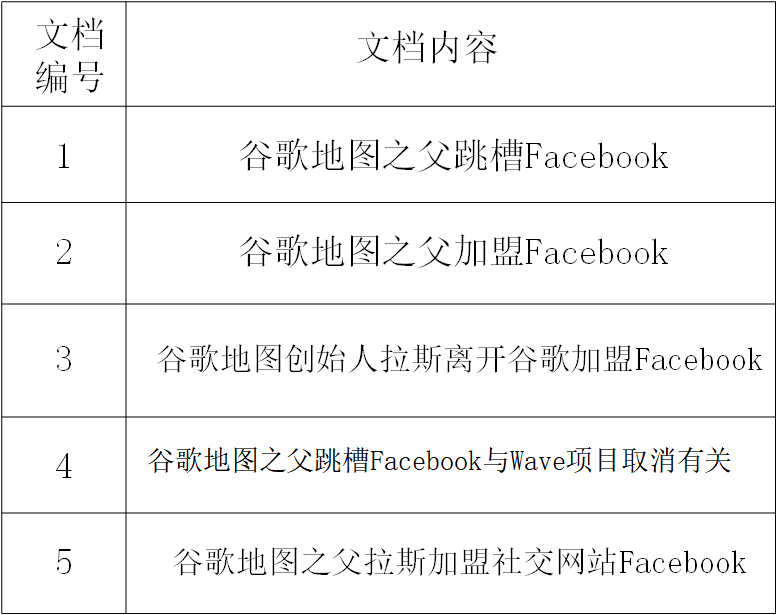 文档
编号
文档内容
1
谷歌地图之父跳槽Facebook
2
谷歌地图之父加盟Facebook
3
谷歌地图创始人拉斯离开谷歌加盟Facebook
4
谷歌地图之父跳槽Facebook与Wave项目取消有关
5
谷歌地图之父拉斯加盟社交网站Facebook